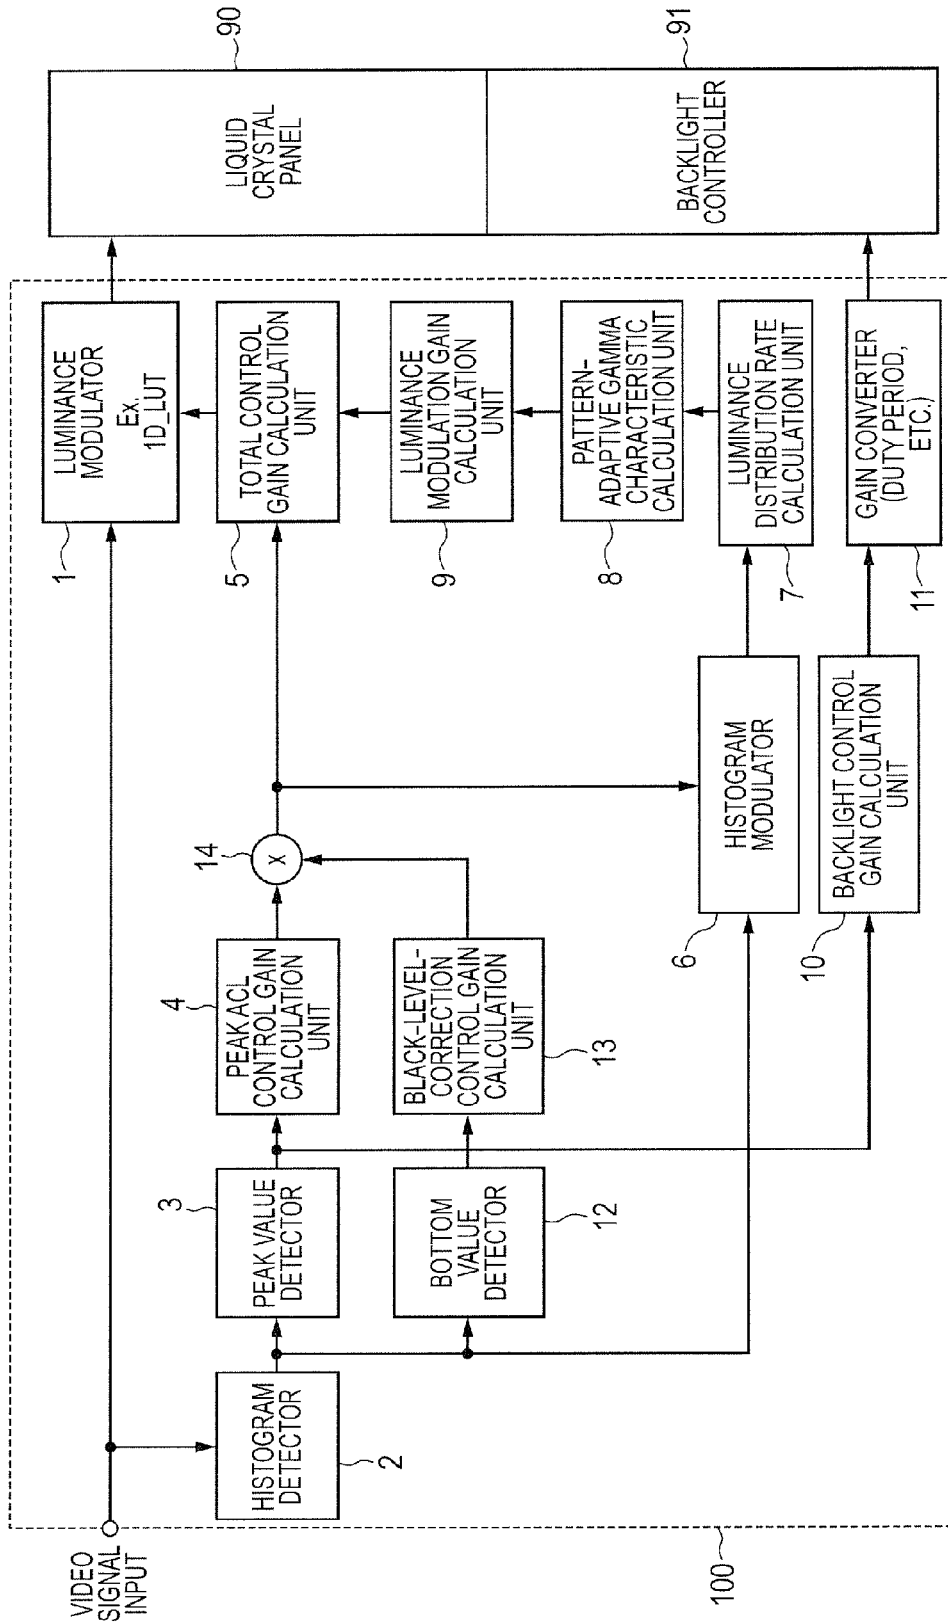 VIDEO
SIGNAL
INPUT
100
HISTOGRAM
DETECTOR
2
PEAK VALUE
DETECTOR
3
BOTTOM
VALUE
DETECTOR
12
PEAK ACL
CONTROL GAIN
CALCULATION
UNIT
4
BLACK-LEVEL-
CORRECTION
CONTROL GAIN
CALCULATION
UNIT
13
X
14
HISTOGRAM
MODULATOR
6
BACKLIGHT CONTROL
GAIN CALCULATION
UNIT
10
LUMINANCE
MODULATOR
Ex.
1D_LUT
1
TOTAL CONTROL
GAIN CALCULATION
UNIT
5
LUMINANCE
MODULATION GAIN
CALCULATION
UNIT
9
PATTERN-
ADAPTIVE GAMMA
CHARACTERISTIC
CALCULATION UNIT
8
LUMINANCE
DISTRIBUTION RATE
CALCULATION UNIT
7
GAIN CONVERTER
(DUTY PERIOD,
ETC.)
11
LIQUID
CRYSTAL
PANEL
90
BACKLIGHT
CONTROLLER
91